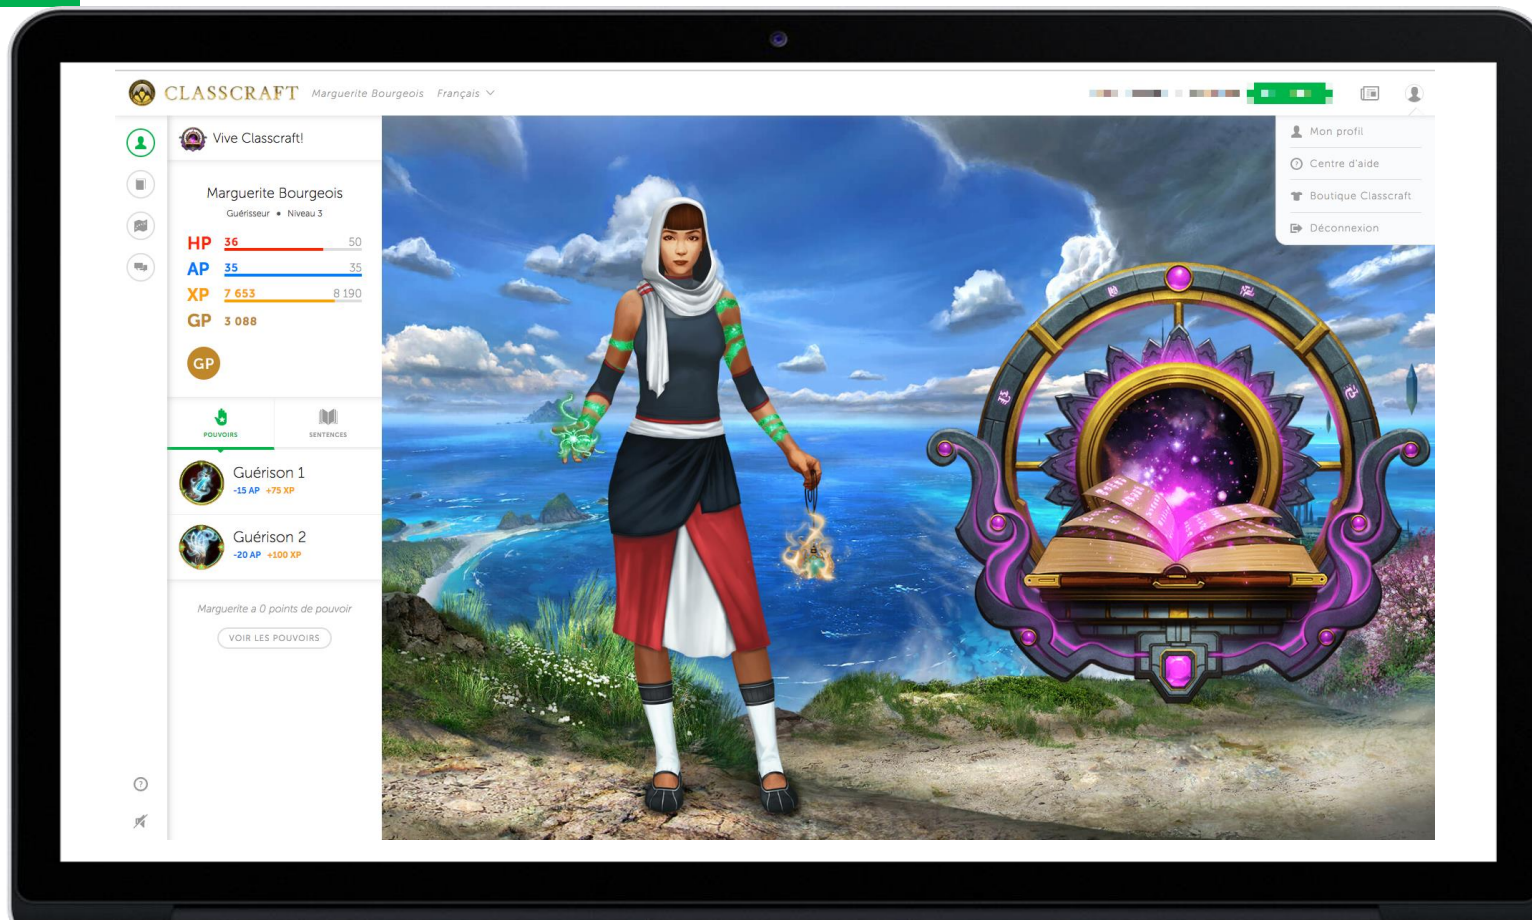 CLASSCRAFT Marguerite Bourgeois Français
Vive Classcraft!
Marguerite Bourgeois
Guérisseur • Niveau 3
HP 36 50
AP 35 35
XP 7 653 8 190
GP 3 088
GP
POUVOIRS SENTENCES
Guérison 1
-15 AP +75 XP
Guérison 2
-20 AP +100 XP
Marguerite a 0 points de pouvoir
VOIR LES POUVOIRS
Mon profil
Centre d'aide
Boutique Classcraft
Déconnexion